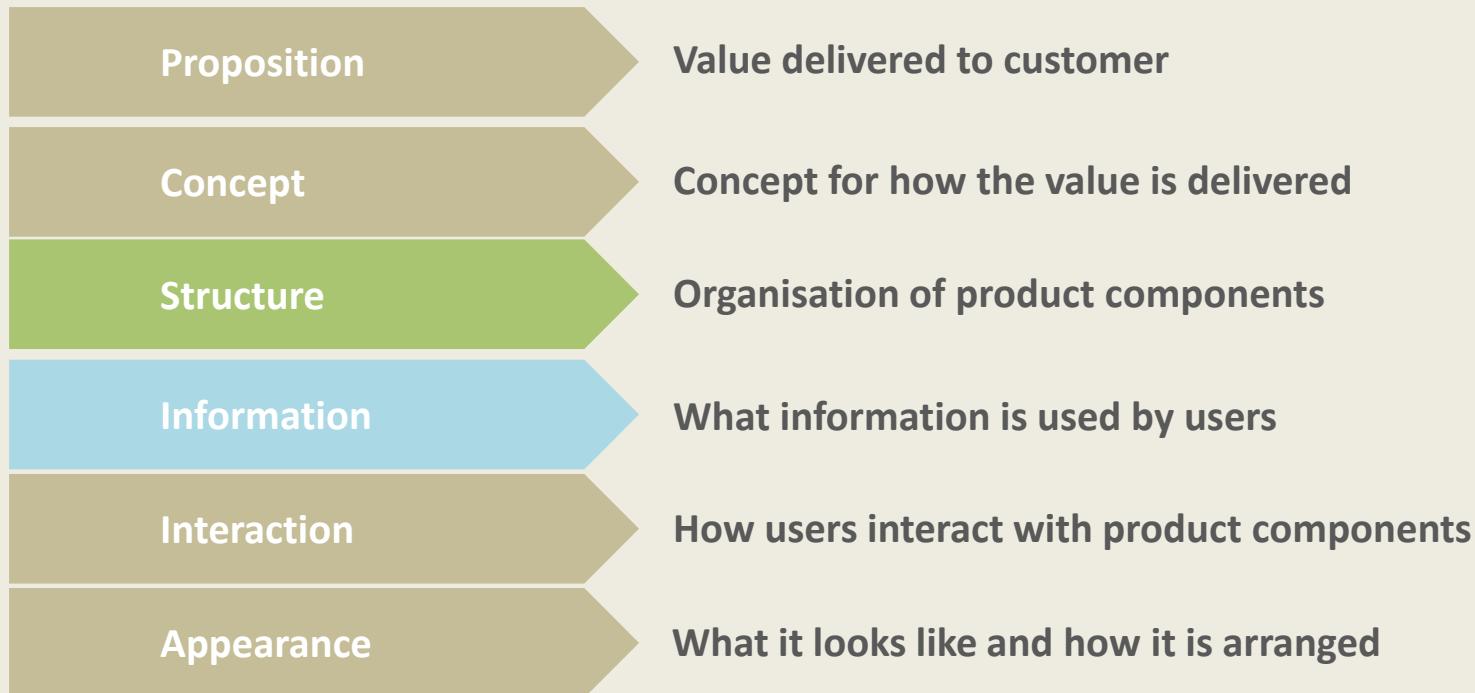 Proposition
Value delivered to customer
Concept
Concept for how the value is delivered
Structure
Organisation of product components
Information
What information is used by users
Interaction
How users interact with product components
Appearance
What it looks like and how it is arranged